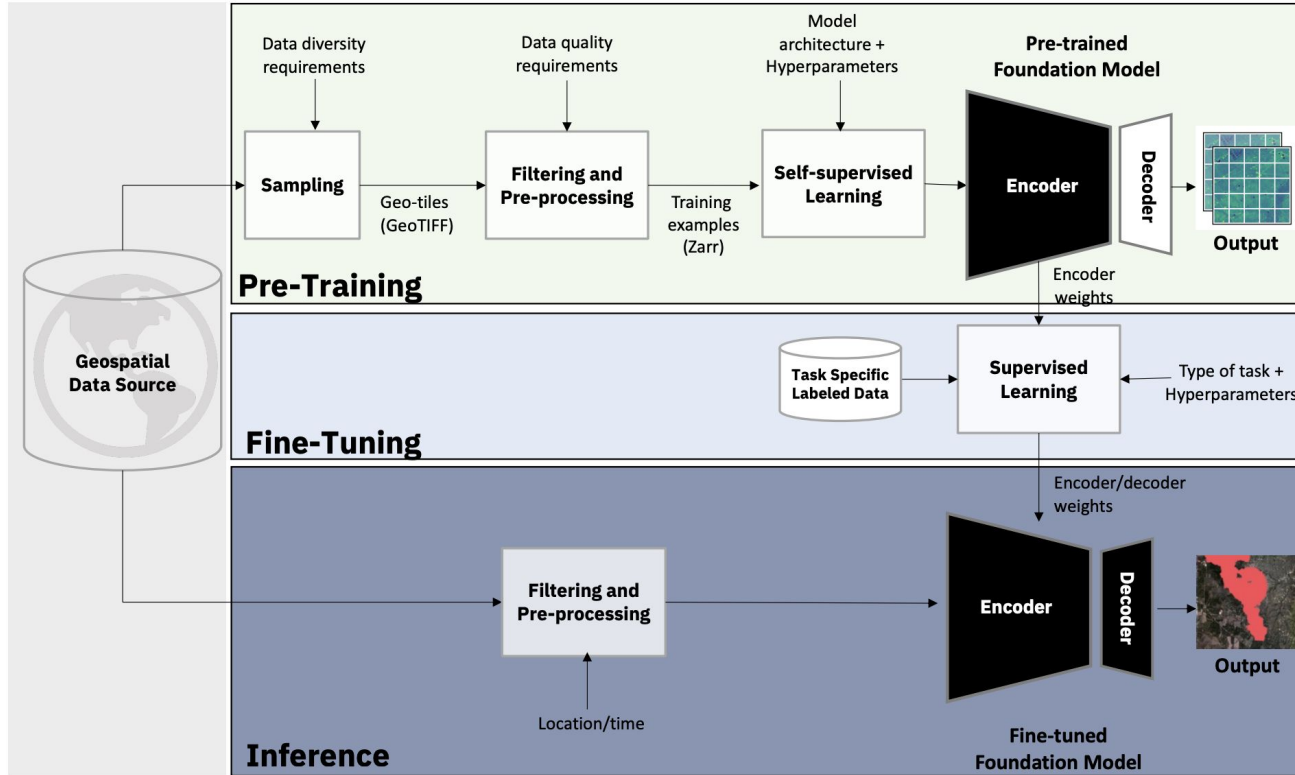 Data diversity
requirements
Data quality
requirements
Model
architecture +
Hyperparameters
Pre-trained
Foundation Model
Sampling
Geo-tiles
(GeoTIFF)
Filtering and
Pre-processing
Training
examples
(Zarr)
Self-supervised
Learning
Encoder
Decoder
Output
Pre-Training
Encoder
weights
Geospatial
Data Source
Task Specific
Labeled Data
Supervised
Learning
Type of task +
Hyperparameters
Fine-Tuning
Encoder/decoder
weights
Filtering and
Pre-processing
Location/time
Encoder
Decoder
Output
Fine-tuned
Foundation Model
Inference